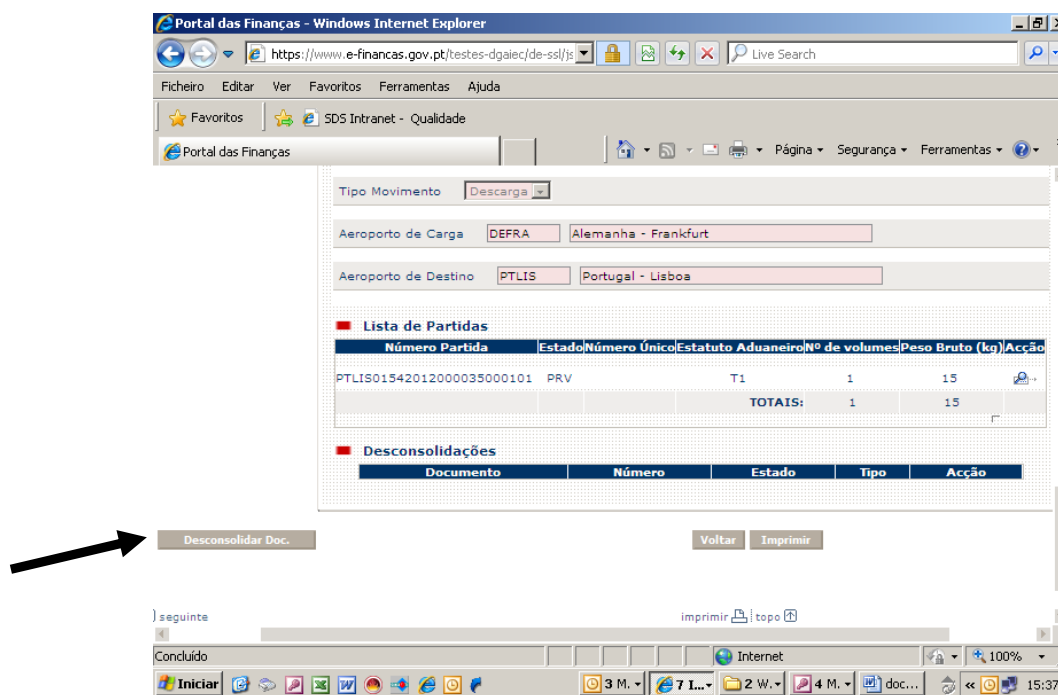 Portal das Finanças - Windows Internet Explorer
https://www.e-financas.gov.pt/testes-dgaiec/de-ssl/js
Live Search
Ficheiro Editar Ver Favoritos Ferramentas Ajuda
Favoritos SDS Intranet - Qualidade
Portal das Finanças Página Segurança Ferramentas
Tipo Movimento Descarga
Aeroporto de Carga DEFRA Alemanha - Frankfurt
Aeroporto de Destino PTLIS Portugal - Lisboa
Lista de Partidas
Número Partida Estado Número Único Estatuto Aduaneiro Nº de volumes Peso Bruto (kg) Acção
PTLIS01542012000035000101 PRV T1 1 15
TOTAIS: 1 15
Desconsolidações
Documento Número Estado Tipo Acção
Desconsolidar Doc. Voltar Imprimir
seguinte imprimir topo
Concluído Internet 100%
Iniciar 3 M. 7 I... 2 W. 4 M. doc... « 15:37